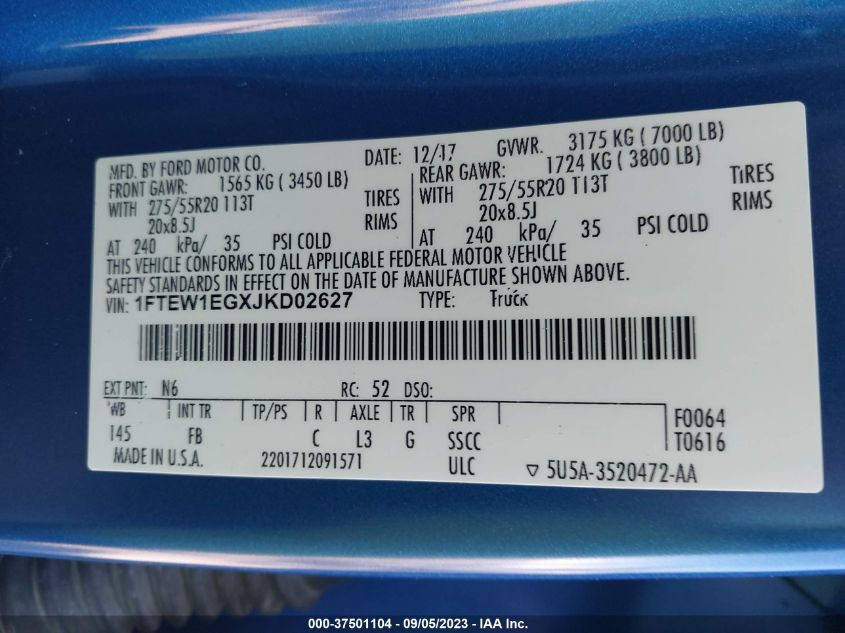 MFD. BY FORD MOTOR CO. DATE: 12/17 GVWR. 3175 KG ( 7000 LB)
FRONT GAWR: 1565 KG ( 3450 LB) REAR GAWR: 1724 KG ( 3800 LB)
WITH 275/55R20 113T TIRES WITH 275/55R20 113T TIRES
20x8.5J RIMS 20x8.5J RIMS
AT 240 kPa/ 35 PSI COLD AT 240 kPa/ 35 PSI COLD
THIS VEHICLE CONFORMS TO ALL APPLICABLE FEDERAL MOTOR VEHICLE
SAFETY STANDARDS IN EFFECT ON THE DATE OF MANUFACTURE SHOWN ABOVE.
VIN: 1FTEW1EGXJKD02627 TYPE: Truck
EXT PNT: N6 RC: 52 DSO:
WB INT TR TP/PS R AXLE TR SPR F0064
145 FB C L3 G SSCC T0616
MADE IN U.S.A. 2201712091571 ULC ▽ 5U5A-3520472-AA
000-37501104 - 09/05/2023 - IAA Inc.